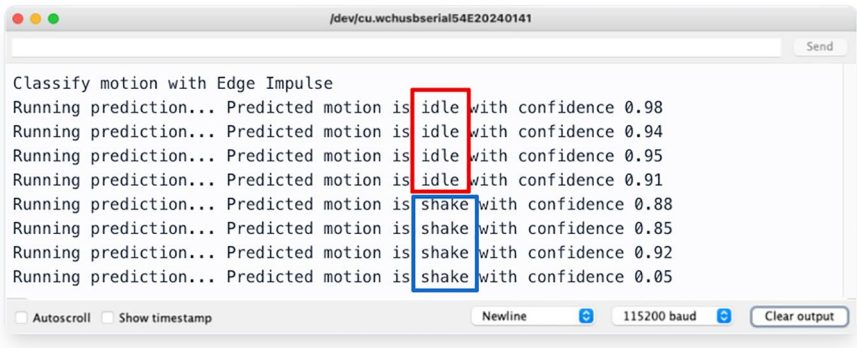 /dev/cu.wchusbserial54E20240141
Send
Classify motion with Edge Impulse
Running prediction... Predicted motion is idle with confidence 0.98
Running prediction... Predicted motion is idle with confidence 0.94
Running prediction... Predicted motion is idle with confidence 0.95
Running prediction... Predicted motion is idle with confidence 0.91
Running prediction... Predicted motion is shake with confidence 0.88
Running prediction... Predicted motion is shake with confidence 0.85
Running prediction... Predicted motion is shake with confidence 0.92
Running prediction... Predicted motion is shake with confidence 0.05
Autoscroll Show timestamp Newline 115200 baud Clear output